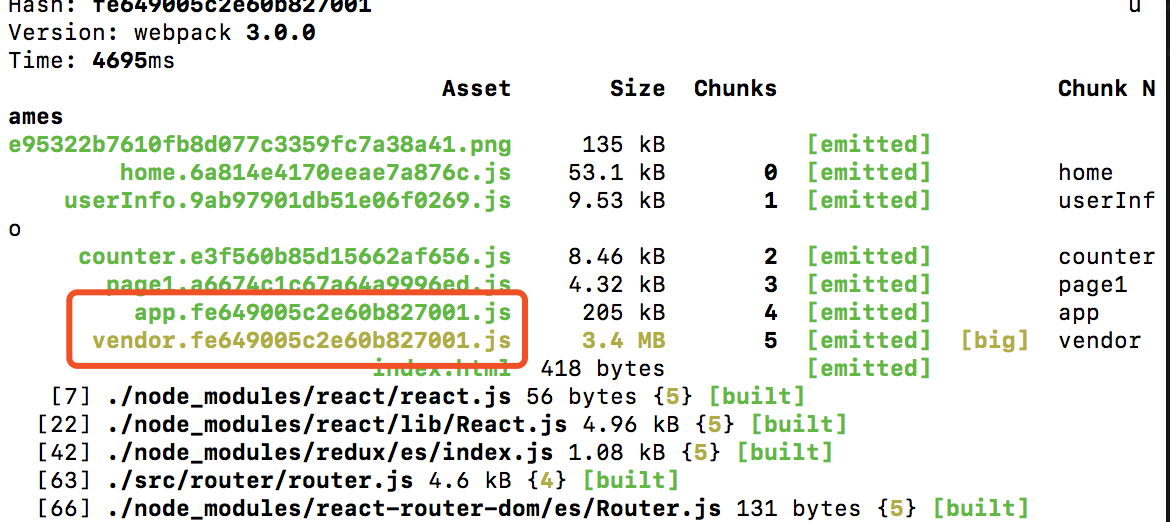 Hash: fe649005c2e60b827001 u
Version: webpack 3.0.0
Time: 4695ms
Asset Size Chunks Chunk N
ames
e95322b7610fb8d077c3359fc7a38a41.png 135 kB [emitted]
home.6a814e4170eeae7a876c.js 53.1 kB 0 [emitted] home
userInfo.9ab97901db51e06f0269.js 9.53 kB 1 [emitted] userInf
o
counter.e3f560b85d15662af656.js 8.46 kB 2 [emitted] counter
page1.a6674c1c67a64a9996ed.js 4.32 kB 3 [emitted] page1
app.fe649005c2e60b827001.js 205 kB 4 [emitted] app
vendor.fe649005c2e60b827001.js 3.4 MB 5 [emitted] [big] vendor
index.html 418 bytes [emitted]
[7] ./node_modules/react/react.js 56 bytes {5} [built]
[22] ./node_modules/react/lib/React.js 4.96 kB {5} [built]
[42] ./node_modules/redux/es/index.js 1.08 kB {5} [built]
[63] ./src/router/router.js 4.6 kB {4} [built]
[66] ./node_modules/react-router-dom/es/Router.js 131 bytes {5} [built]